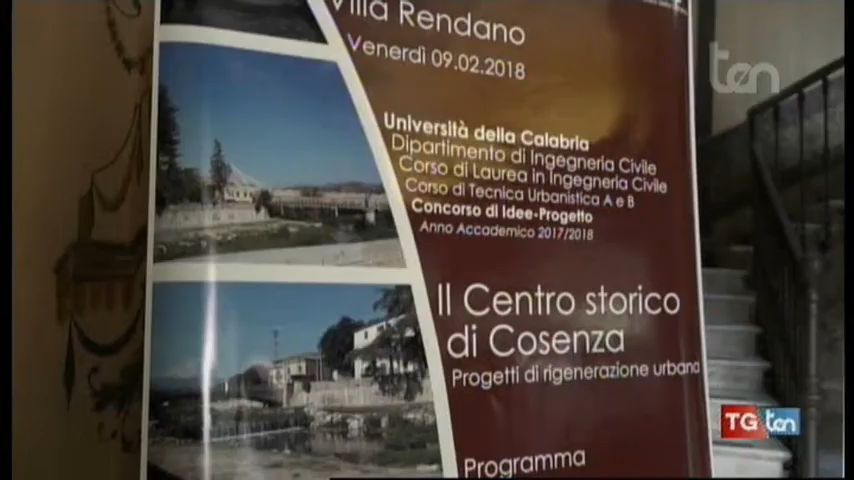 Villa Rendano
Venerdì 09.02.2018
ten
Università della Calabria
Dipartimento di Ingegneria Civile
Corso di Laurea in Ingegneria Civile
Corso di Tecnica Urbanistica A e B
Concorso di Idee-Progetto
Anno Accademico 2017/2018
Il Centro storico
di Cosenza
Progetti di rigenerazione urbana
TG ten
Programma